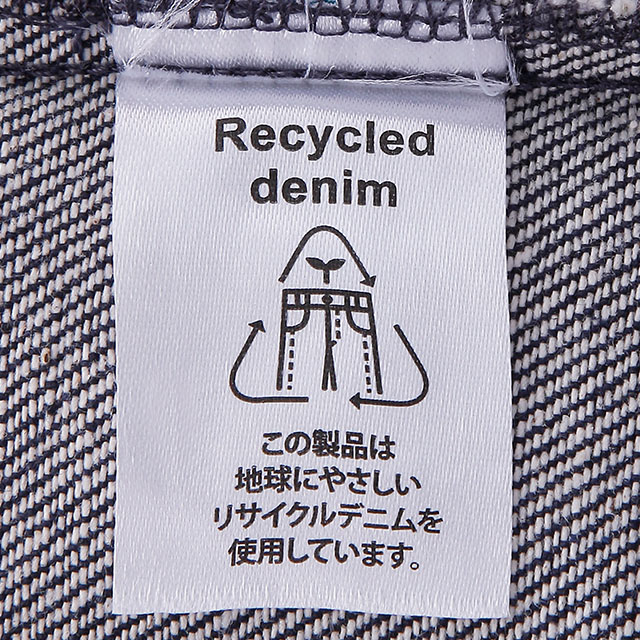 Recycled
denim
この製品は
地球にやさしい
リサイクルデニムを
使用しています。